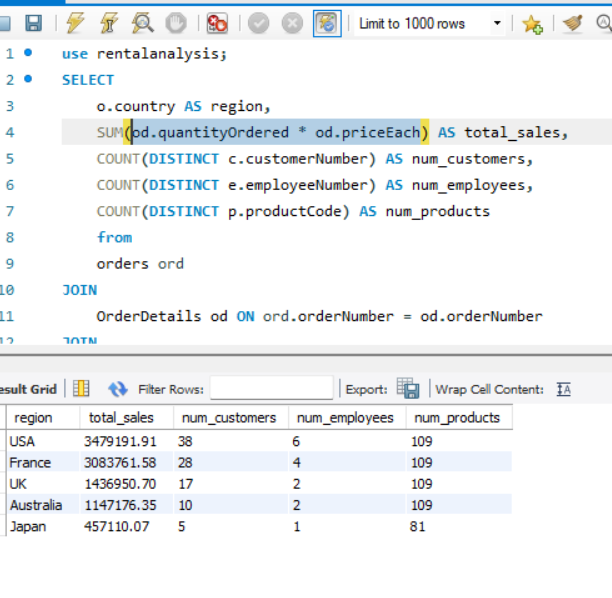 Limit to 1000 rows
1 use rentalanalysis;
2 SELECT
3 o.country AS region,
4 SUM(od.quantityOrdered * od.priceEach) AS total_sales,
5 COUNT(DISTINCT c.customerNumber) AS num_customers,
6 COUNT(DISTINCT e.employeeNumber) AS num_employees,
7 COUNT(DISTINCT p.productCode) AS num_products
8 from
9 orders ord
10 JOIN
11 OrderDetails od ON ord.orderNumber = od.orderNumber
12 JOIN
esult Grid Filter Rows: Export: Wrap Cell Content:
region total_sales num_customers num_employees num_products
USA 3479191.91 38 6 109
France 3083761.58 28 4 109
UK 1436950.70 17 2 109
Australia 1147176.35 10 2 109
Japan 457110.07 5 1 81